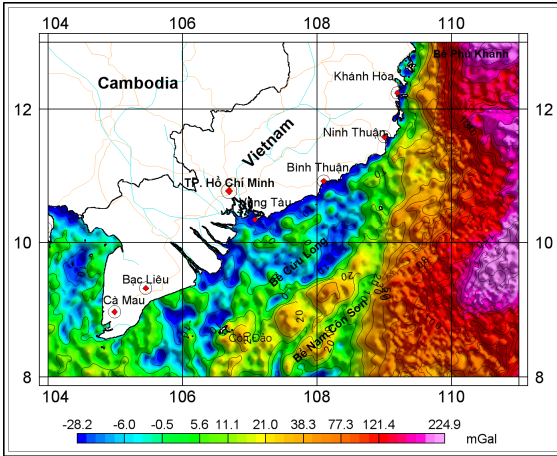 104 106 108 110
Bể Phú Khánh
Cambodia
Khánh Hòa
12 12
Ninh Thuận
Vietnam
Bình Thuận
TP. Hồ Chí Minh
Vũng Tàu
10 10
Bể Cửu Long
Bạc Liêu
Cà Mau
Bể Nam Côn Sơn
Côn Đảo
8 8
104 106 108 110
-28.2 -6.0 -0.5 5.6 11.1 21.0 38.3 77.3 121.4 224.9
mGal